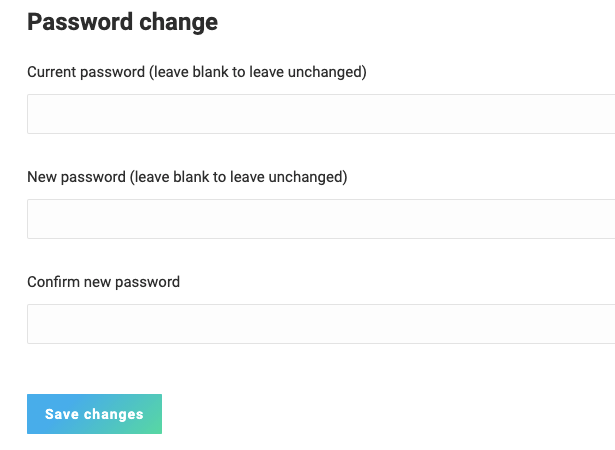 Password change
Current password (leave blank to leave unchanged)
New password (leave blank to leave unchanged)
Confirm new password
Save changes